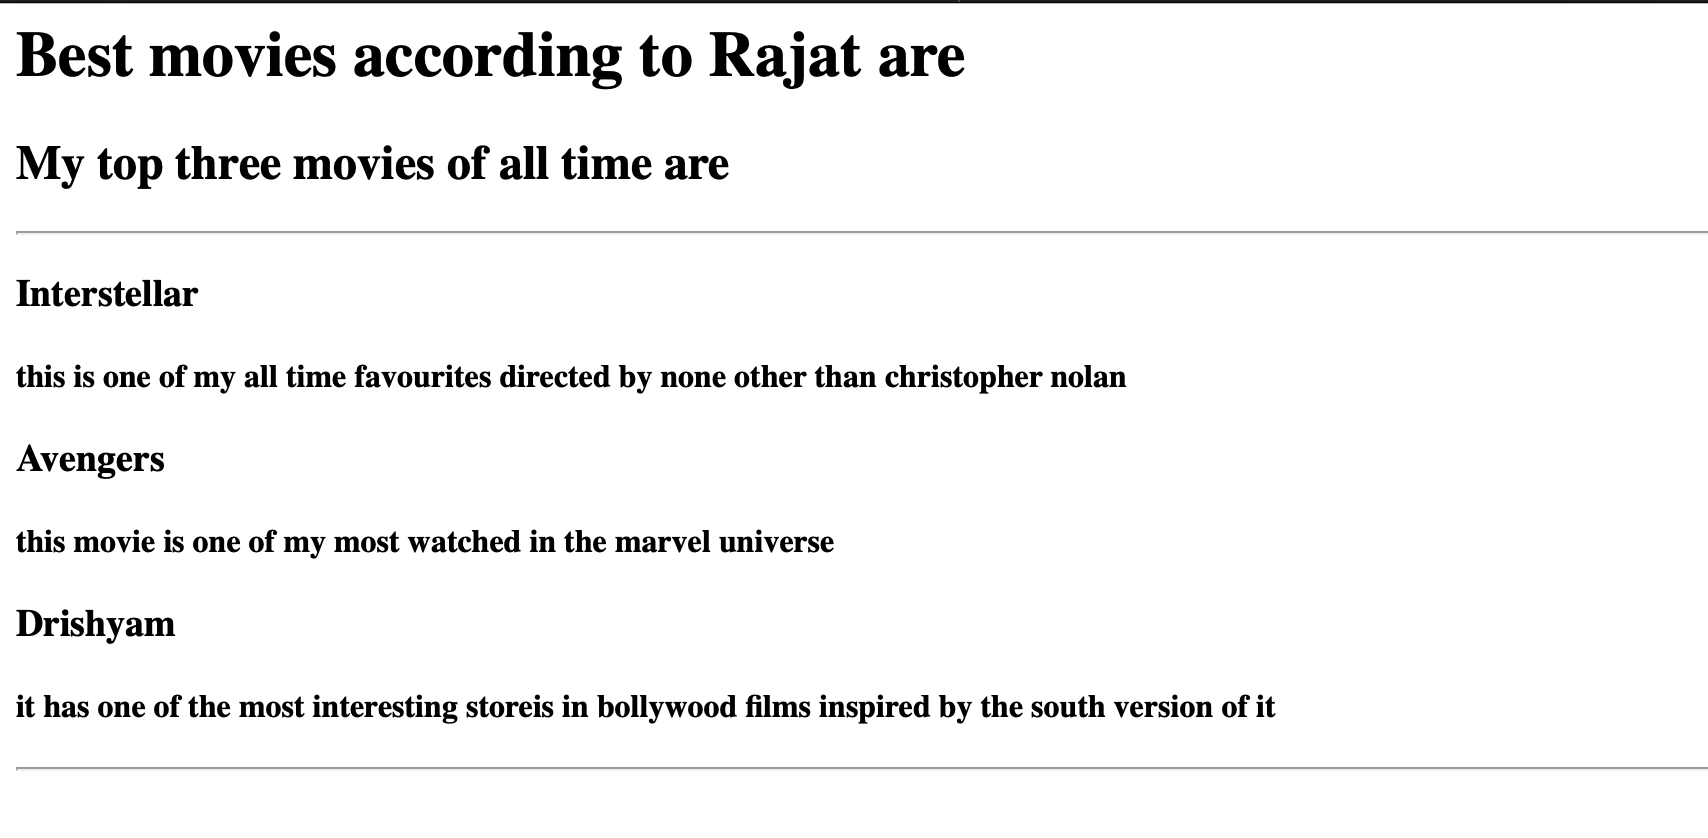 Best movies according to Rajat are
My top three movies of all time are
Interstellar
this is one of my all time favourites directed by none other than christopher nolan
Avengers
this movie is one of my most watched in the marvel universe
Drishyam
it has one of the most interesting storeis in bollywood films inspired by the south version of it